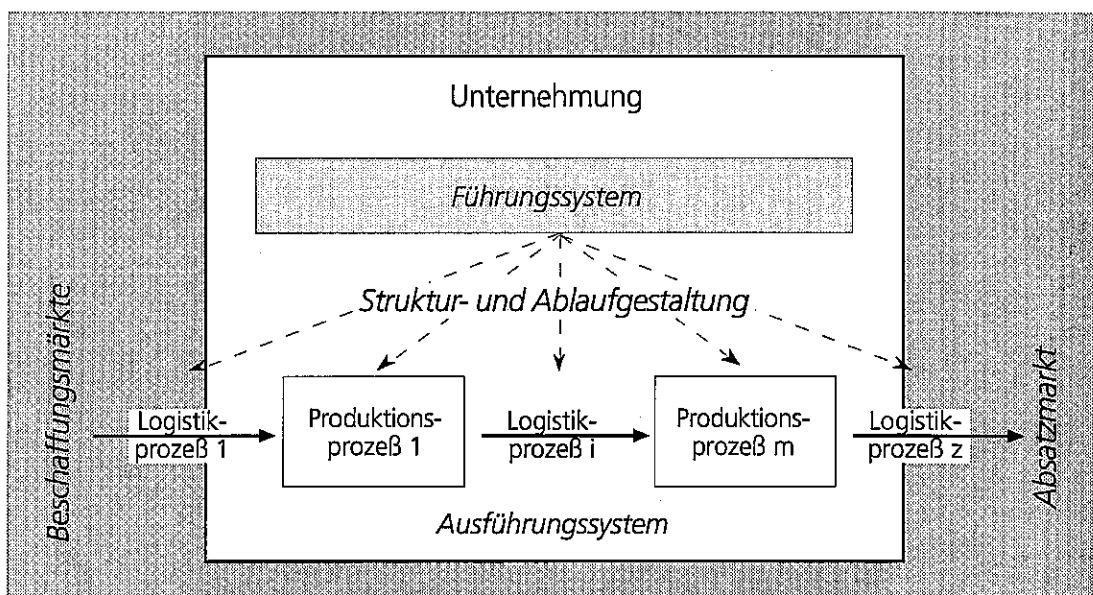 Unternehmung
Führungssystem
Struktur- und Ablaufgestaltung
Beschaffungsmärkte
Logistik-
prozeß 1
Produktions-
prozeß 1
Logistik-
prozeß i
Produktions-
prozeß m
Logistik-
prozeß z
Absatzmarkt
Ausführungssystem